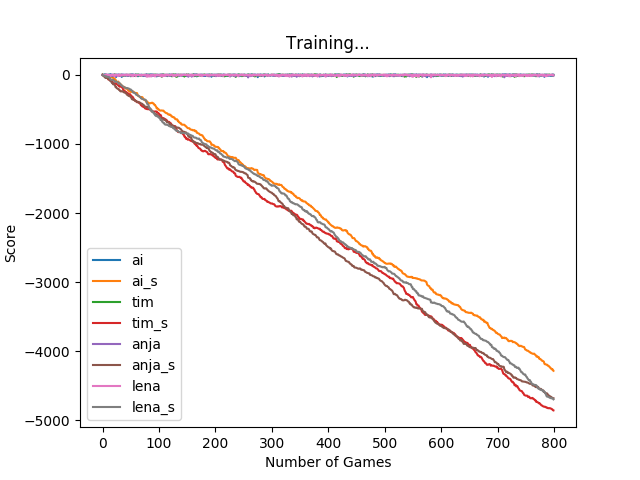 Training...
Score
0
−1000
−2000
−3000
−4000
−5000
ai
ai_s
tim
tim_s
anja
anja_s
lena
lena_s
0 100 200 300 400 500 600 700 800
Number of Games